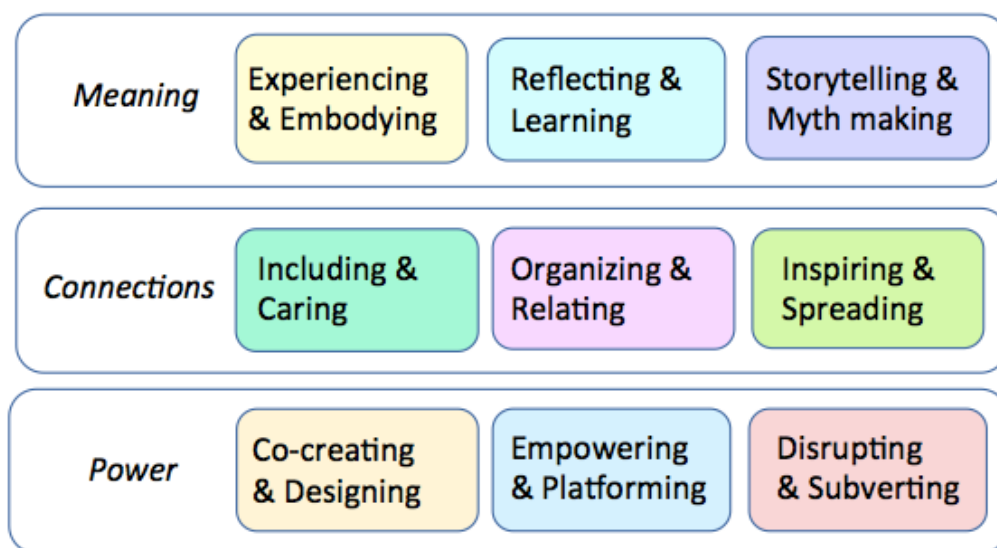 Meaning
Experiencing
& Embodying
Reflecting &
Learning
Storytelling &
Myth making
Connections
Including &
Caring
Organizing &
Relating
Inspiring &
Spreading
Power
Co-creating
& Designing
Empowering
& Platforming
Disrupting
& Subverting